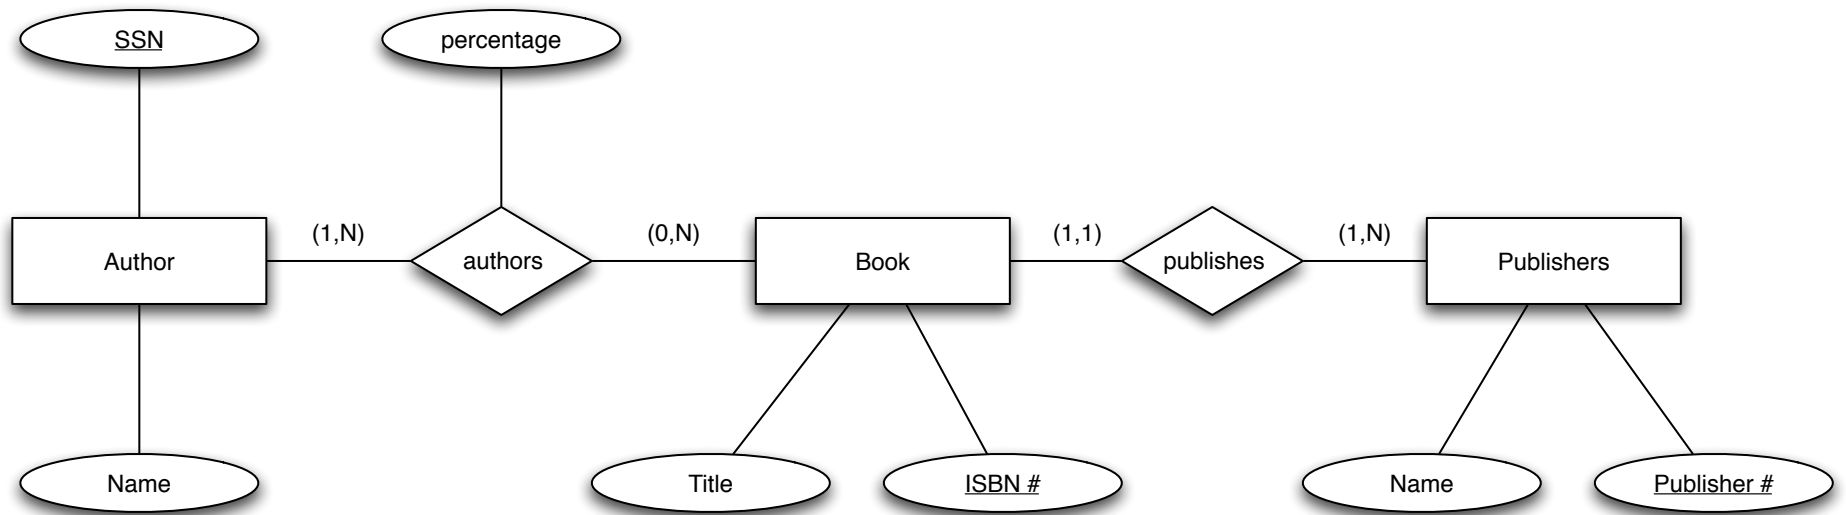 SSN
percentage
(1,N)
(0,N)
(1,1)
(1,N)
Author
authors
Book
publishes
Publishers
Name
Title
ISBN #
Name
Publisher #